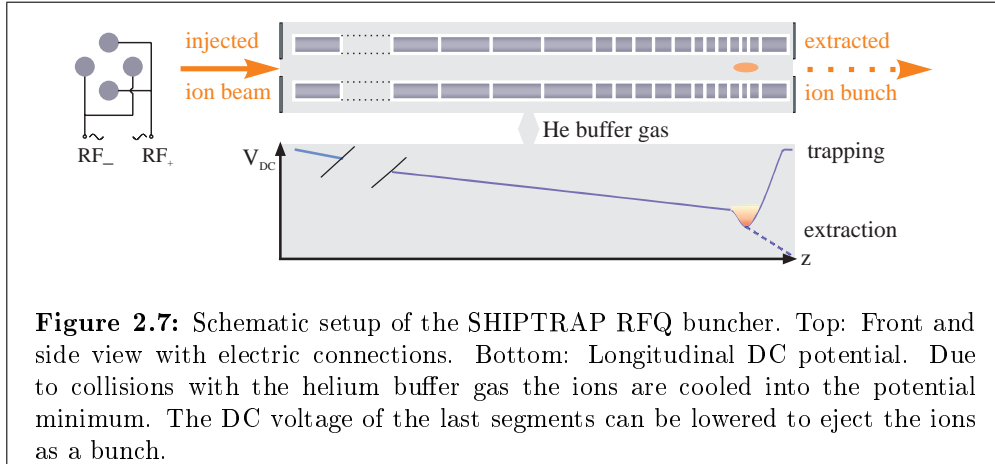 injected
extracted
ion beam
ion bunch
RF_ RF+
He buffer gas
V_DC
trapping
extraction
z
Figure 2.7: Schematic setup of the SHIPTRAP RFQ buncher. Top: Front and
side view with electric connections. Bottom: Longitudinal DC potential. Due
to collisions with the helium buffer gas the ions are cooled into the potential
minimum. The DC voltage of the last segments can be lowered to eject the ions
as a bunch.